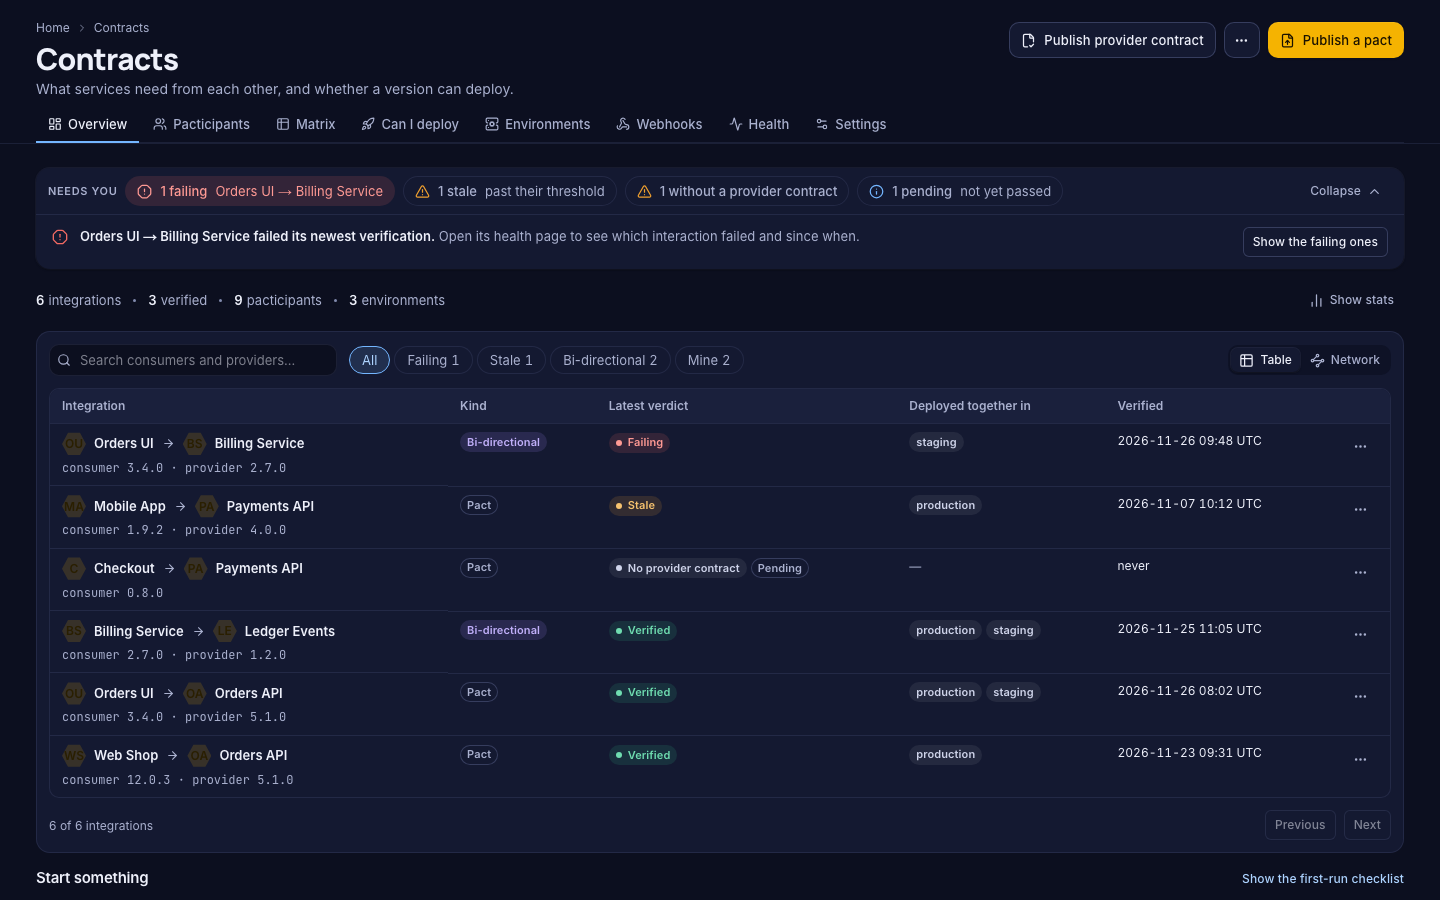 Home > Contracts
Contracts
What services need from each other, and whether a version can deploy.
Publish provider contract
Publish a pact
Overview Pacticipants Matrix Can I deploy Environments Webhooks Health Settings
NEEDS YOU 1 failing Orders UI → Billing Service 1 stale past their threshold 1 without a provider contract 1 pending not yet passed Collapse
Orders UI → Billing Service failed its newest verification. Open its health page to see which interaction failed and since when. Show the failing ones
6 integrations • 3 verified • 9 pacticipants • 3 environments Show stats
Search consumers and providers... All Failing 1 Stale 1 Bi-directional 2 Mine 2 Table Network
Integration Kind Latest verdict Deployed together in Verified
OU Orders UI → BS Billing Service Bi-directional Failing staging 2026-11-26 09:48 UTC
consumer 3.4.0 · provider 2.7.0
MA Mobile App → PA Payments API Pact Stale production 2026-11-07 10:12 UTC
consumer 1.9.2 · provider 4.0.0
C Checkout → PA Payments API Pact No provider contract Pending — never
consumer 0.8.0
BS Billing Service → LE Ledger Events Bi-directional Verified production staging 2026-11-25 11:05 UTC
consumer 2.7.0 · provider 1.2.0
OU Orders UI → OA Orders API Pact Verified production staging 2026-11-26 08:02 UTC
consumer 3.4.0 · provider 5.1.0
WS Web Shop → OA Orders API Pact Verified production 2026-11-23 09:31 UTC
consumer 12.0.3 · provider 5.1.0
6 of 6 integrations Previous Next
Start something Show the first-run checklist